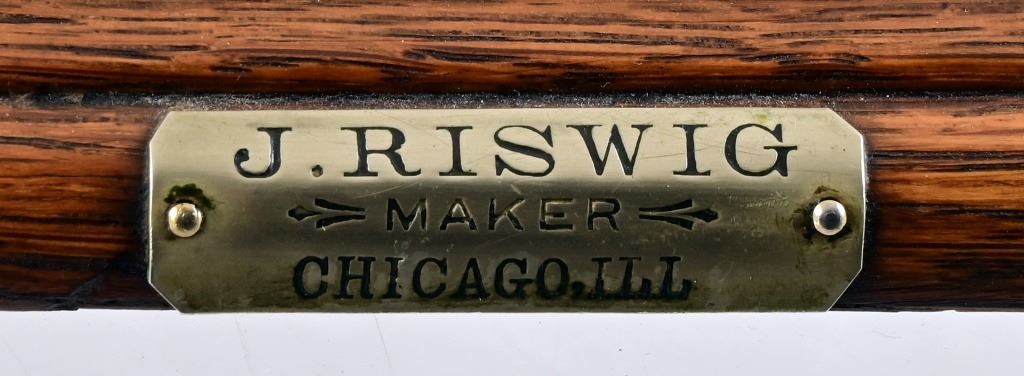 J. RISWIG
MAKER
CHICAGO, ILL